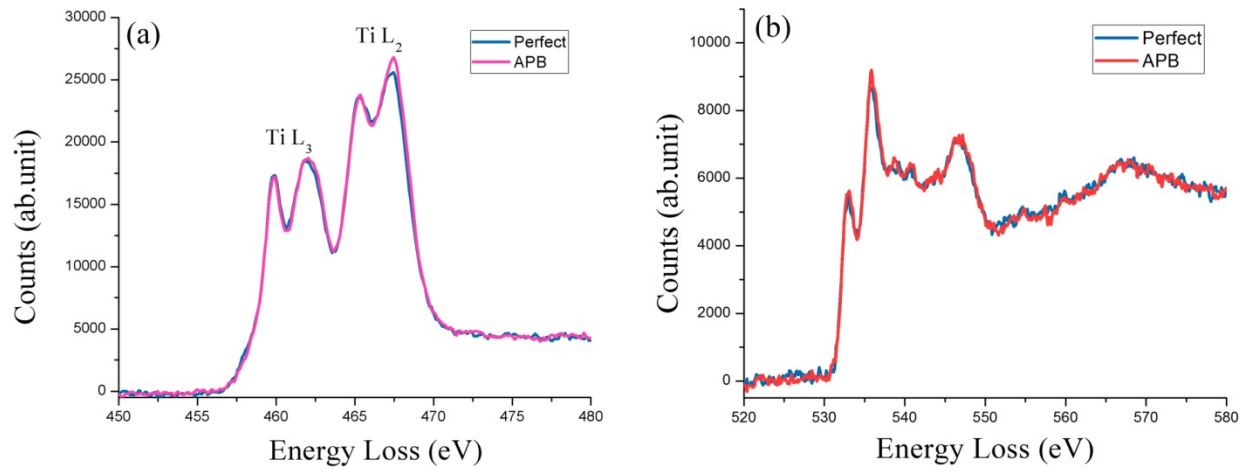 (a)
Ti L2
Ti L3
Perfect
APB
Counts (ab.unit)
30000
25000
20000
15000
10000
5000
0
450 455 460 465 470 475 480
Energy Loss (eV)
(b)
Perfect
APB
Counts (ab.unit)
10000
8000
6000
4000
2000
0
520 530 540 550 560 570 580
Energy Loss (eV)